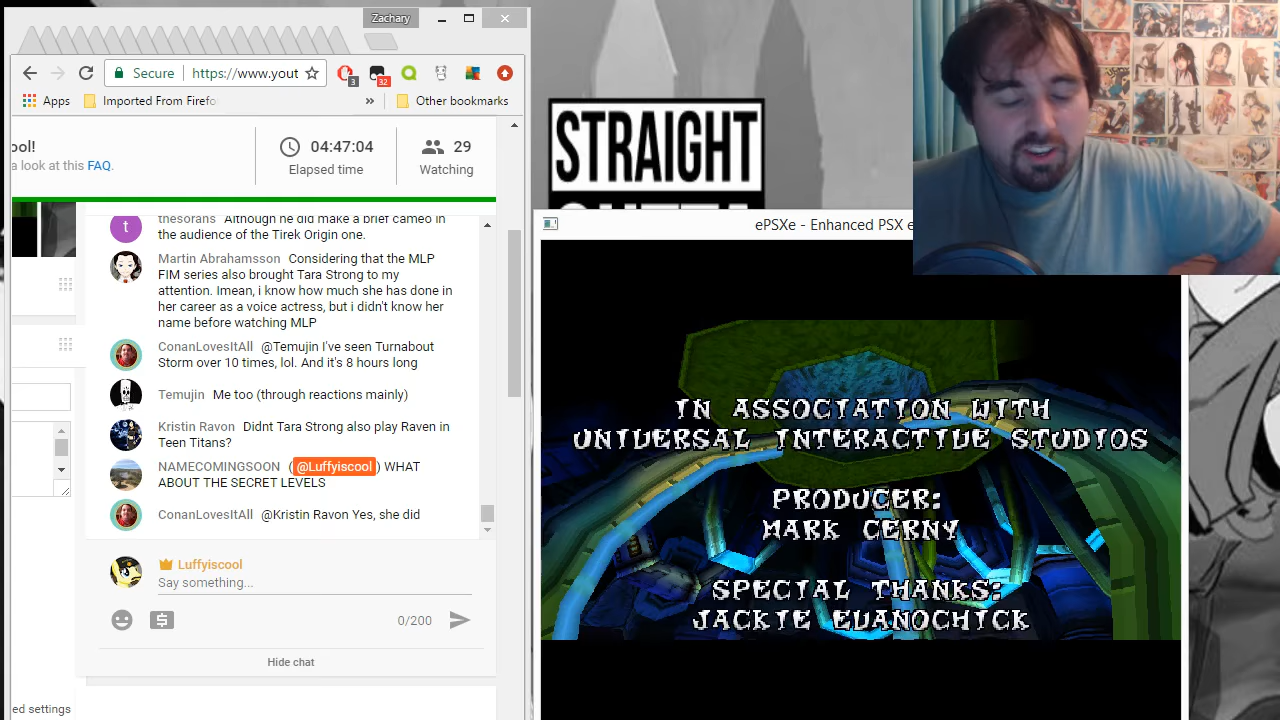 Zachary
Secure
https://www.yout
3
32
Apps
Imported From Firefo
»
Other bookmarks
ool!
a look at this FAQ.
04:47:04
Elapsed time
29
Watching
t
thesorans Although he did make a brief cameo in
the audience of the Tirek Origin one.
Martin Abrahamsson Considering that the MLP
FIM series also brought Tara Strong to my
attention. Imean, i know how much she has done in
her career as a voice actress, but i didn't know her
name before watching MLP
ConanLovesItAll @Temujin I've seen Turnabout
Storm over 10 times, lol. And it's 8 hours long
Temujin Me too (through reactions mainly)
Kristin Ravon Didnt Tara Strong also play Raven in
Teen Titans?
NAMECOMINGSOON (@Luffyiscool) WHAT
ABOUT THE SECRET LEVELS
ConanLovesItAll @Kristin Ravon Yes, she did
Luffyiscool
Say something...
0/200
Hide chat
ed settings
STRAIGHT
ePSXe - Enhanced PSX e
IN ASSOCIATION WITH
UNIVERSAL INTERACTIVE STUDIOS
PRODUCER:
MARK CERNY
SPECIAL THANKS:
JACKIE EVANOCHICK